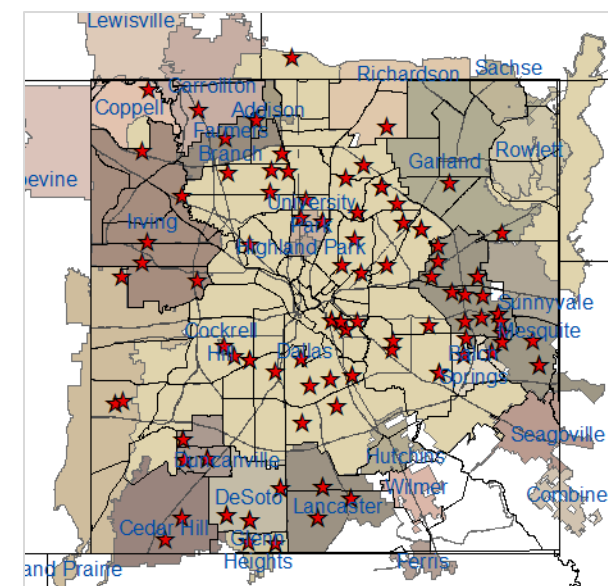 Lewisville
Richardson
Sachse
Carrollton
Coppell
Addison
Farmers
Branch
Garland
Rowlett
evine
University
Park
Irving
Highland Park
Sunnyvale
Mesquite
Cockrell
Hill
Dallas
Balch
Springs
Seagoville
Hutchins
Duncanville
Wilmer
Combine
DeSoto
Lancaster
Cedar Hill
Glenn
Heights
Ferris
and Prairie